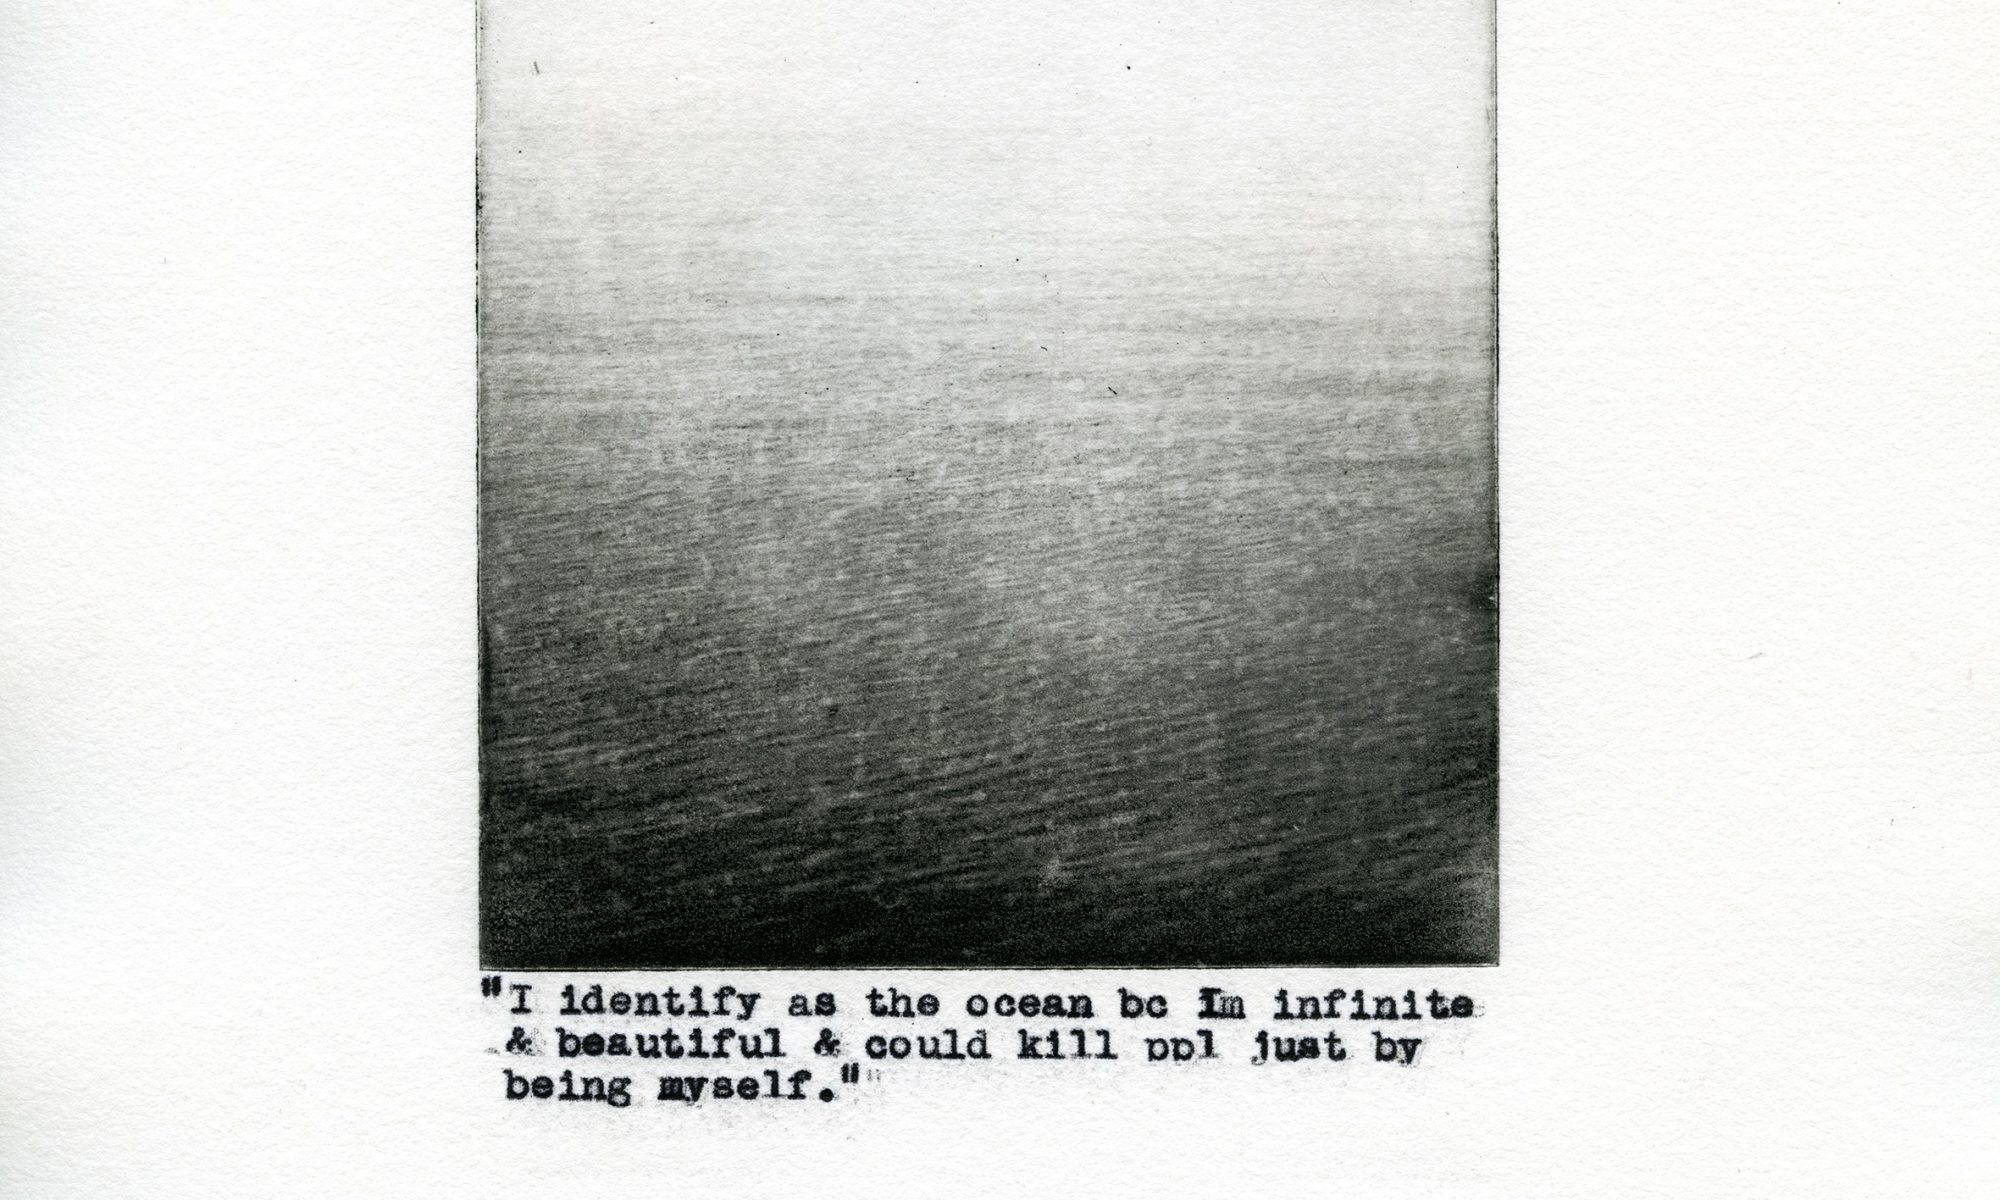 "I identify as the ocean bc Im infinite
& beautiful & could kill ppl just by
being myself."